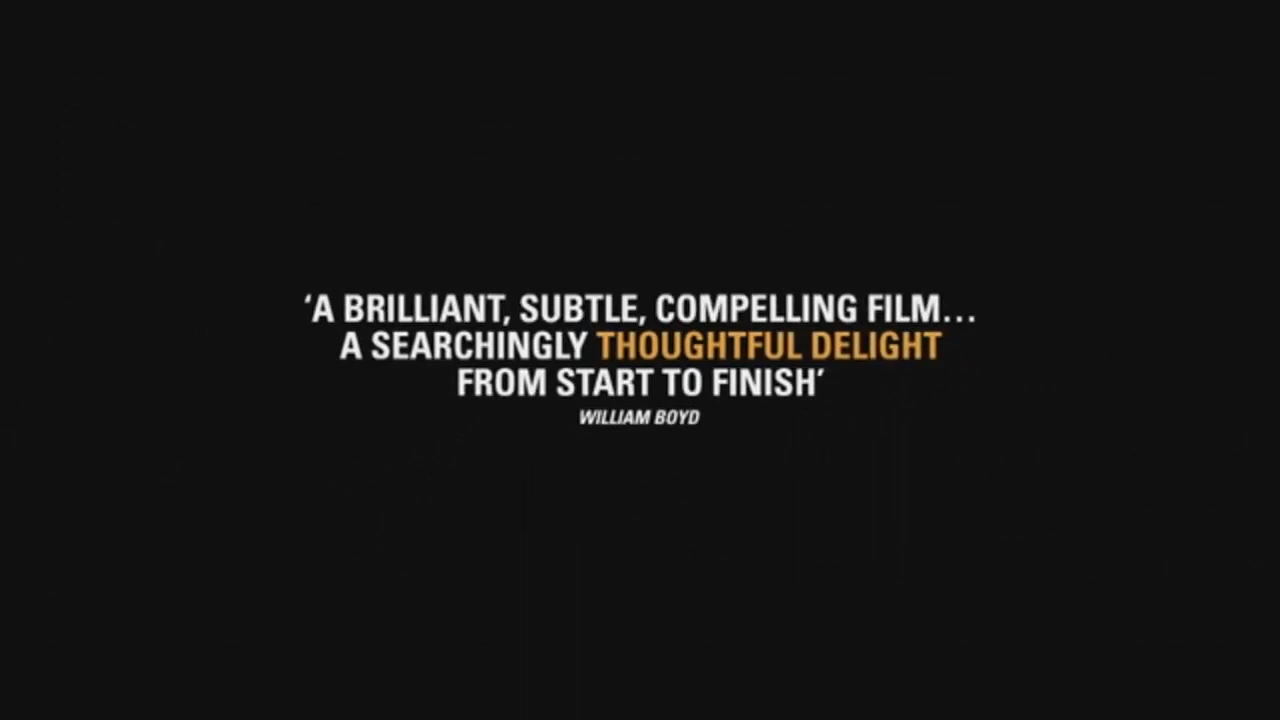 ‘A BRILLIANT, SUBTLE, COMPELLING FILM…
A SEARCHINGLY THOUGHTFUL DELIGHT
FROM START TO FINISH’
WILLIAM BOYD